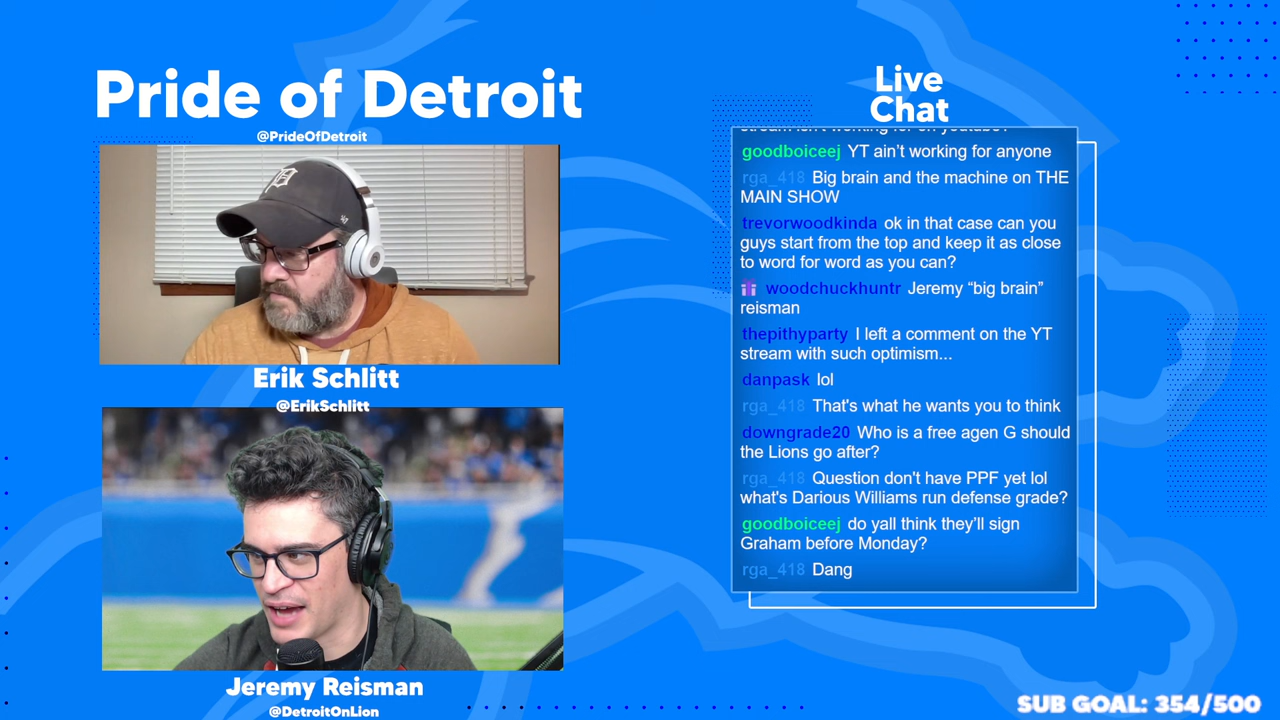 Pride of Detroit
@PrideOfDetroit
Erik Schlitt
@ErikSchlitt
Jeremy Reisman
@DetroitOnLion
Live
Chat
stream isn't working for on youtube?
goodboiceej YT ain't working for anyone
rga_418 Big brain and the machine on THE
MAIN SHOW
trevorwoodkinda ok in that case can you
guys start from the top and keep it as close
to word for word as you can?
woodchuckhuntr Jeremy “big brain”
reisman
thepithyparty I left a comment on the YT
stream with such optimism...
danpask lol
rga_418 That's what he wants you to think
downgrade20 Who is a free agen G should
the Lions go after?
rga_418 Question don't have PPF yet lol
what's Darious Williams run defense grade?
goodboiceej do yall think they’ll sign
Graham before Monday?
rga_418 Dang
SUB GOAL: 354/500